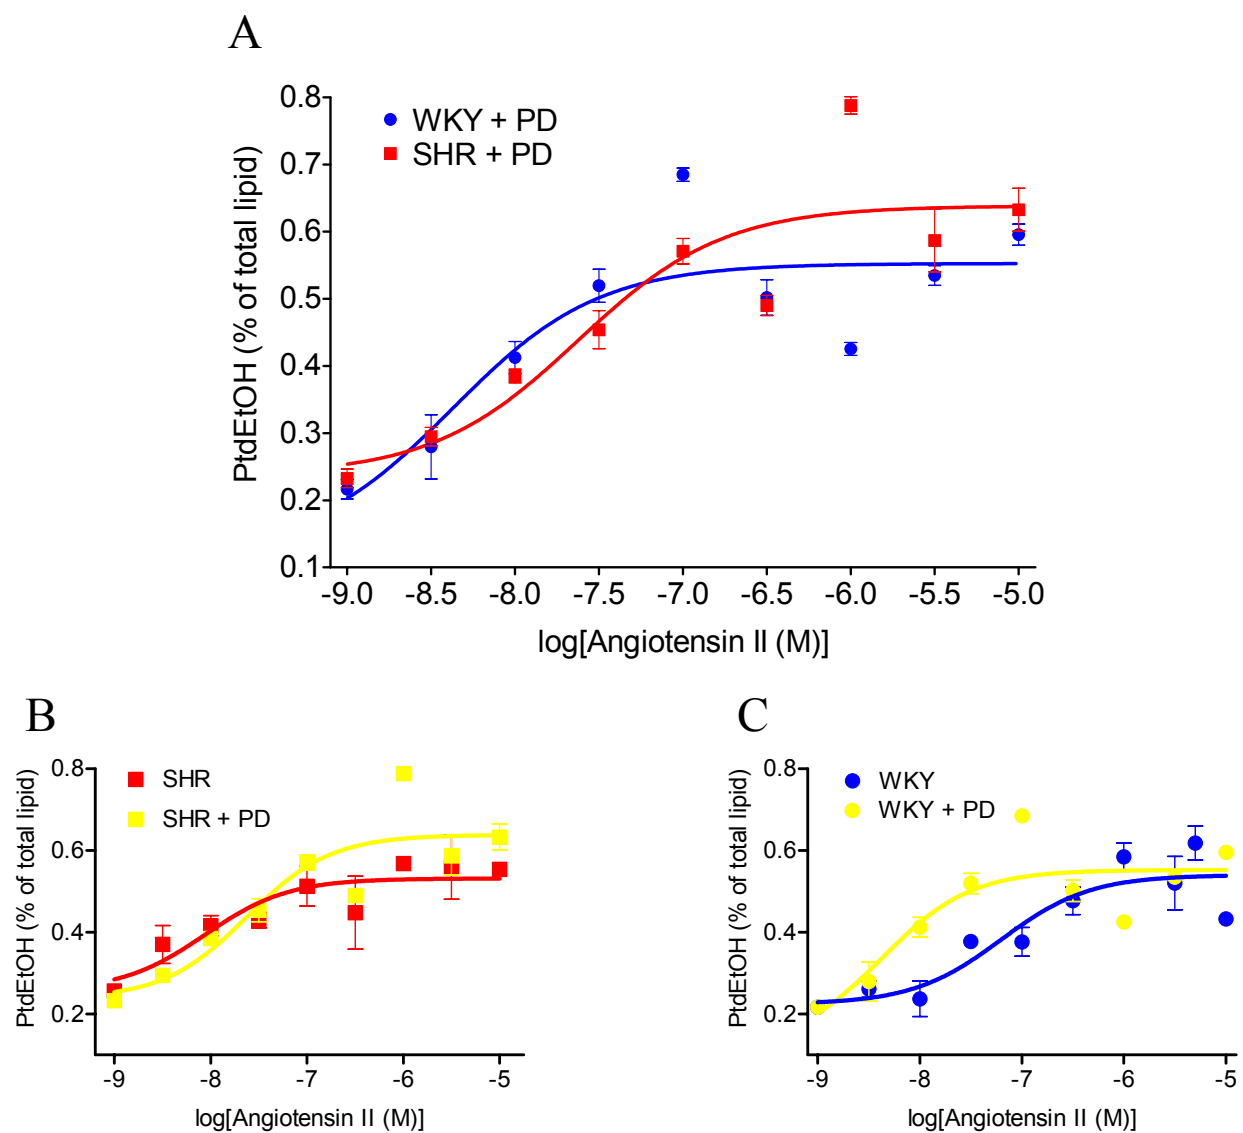 A
PtdEtOH (% of total lipid)
0.8
0.7
0.6
0.5
0.4
0.3
0.2
0.1
WKY + PD
SHR + PD
-9.0 -8.5 -8.0 -7.5 -7.0 -6.5 -6.0 -5.5 -5.0
log[Angiotensin II (M)]
B
PtdEtOH (% of total lipid)
0.8
0.6
0.4
0.2
SHR
SHR + PD
-9 -8 -7 -6 -5
log[Angiotensin II (M)]
C
PtdEtOH (% of total lipid)
0.8
0.6
0.4
0.2
WKY
WKY + PD
-9 -8 -7 -6 -5
log[Angiotensin II (M)]